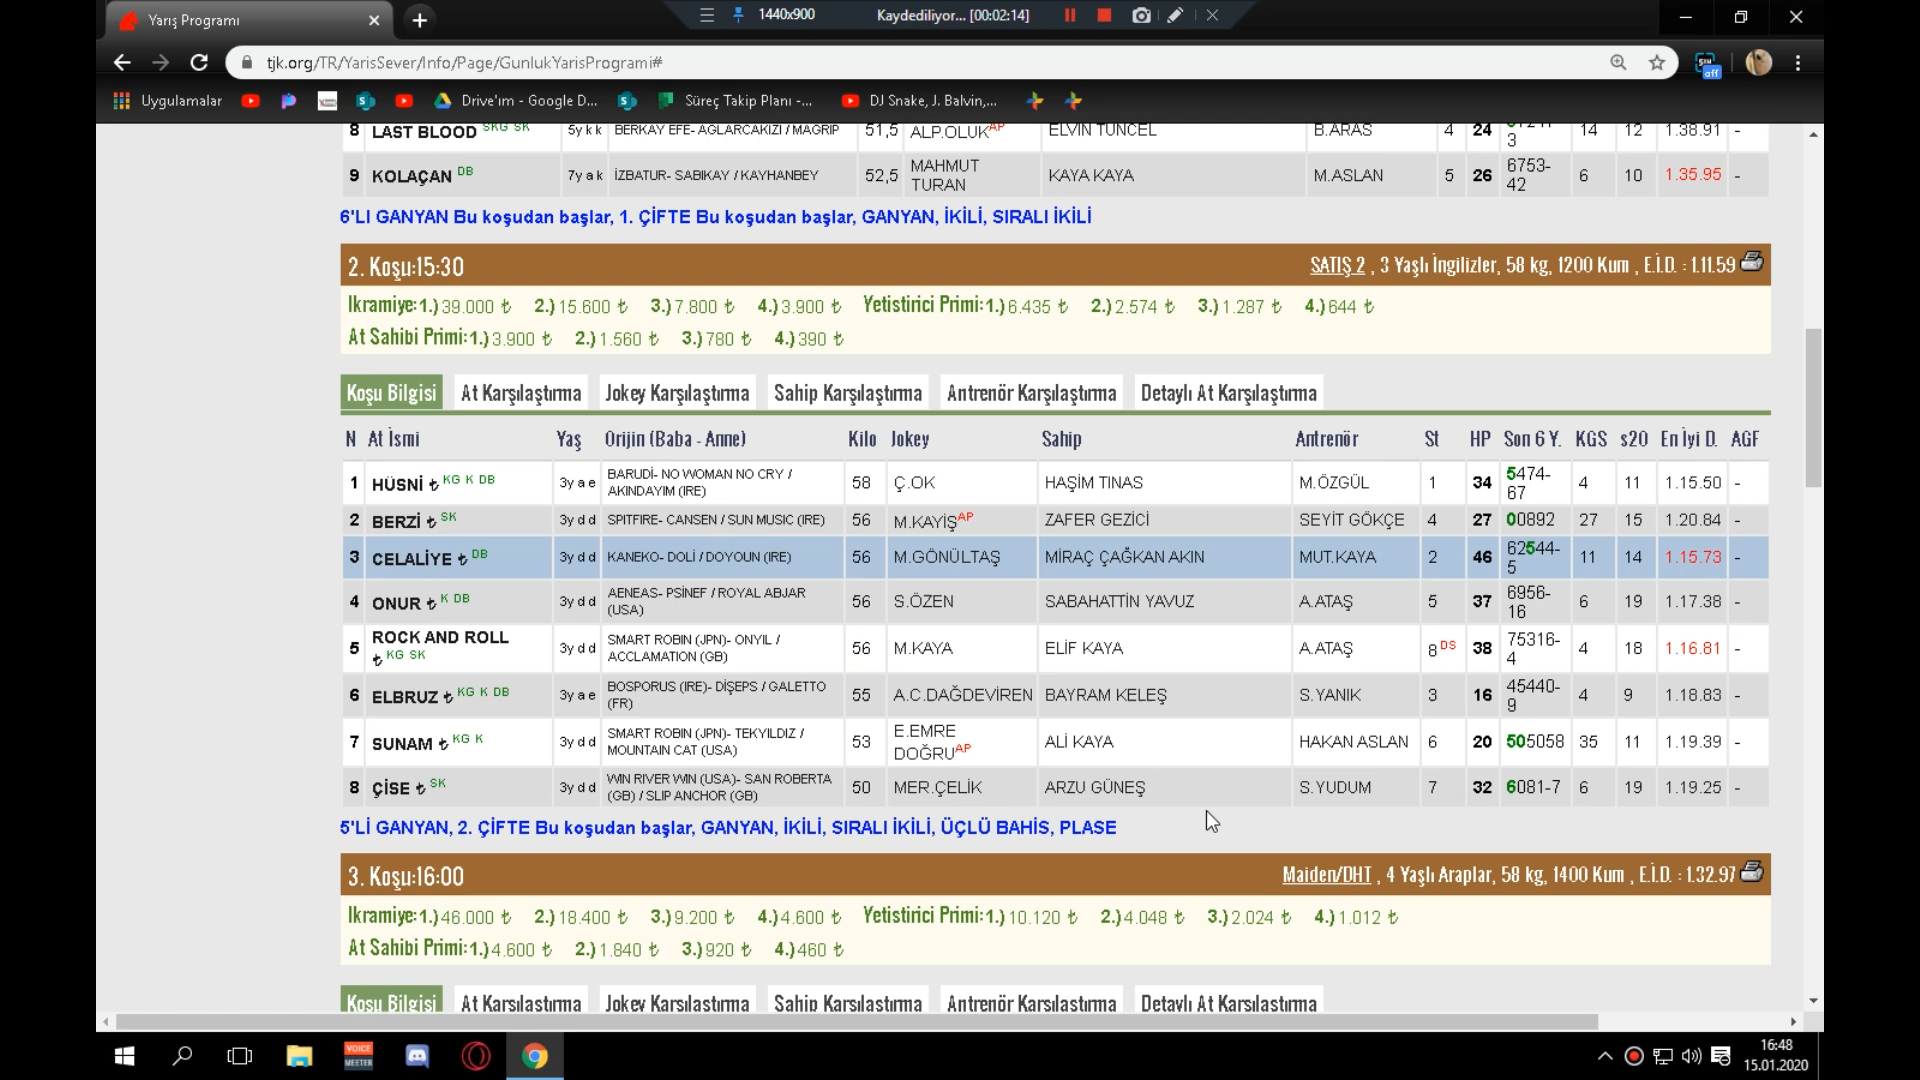 Yarış Programı
1440x900
Kaydediliyor... [00:02:14]
tjk.org/TR/YarisSever/Info/Page/GunlukYarisProgrami#
off
Uygulamalar
Drive'ım - Google D...
Süreç Takip Planı -...
DJ Snake, J. Balvin,...
8 LAST BLOOD SKG SK 5y k k BERKAY EFE- AĞLARCAKIZI / MAGRIP 51,5 ALP.OLUK AP ELVİN TUNCEL B.ARAS 4 24 14 12 1.38.91 -
3
9 KOLAÇAN DB 7y a k İZBATUR- SABIKAY / KAYHANBEY 52,5 MAHMUT TURAN KAYA KAYA M.ASLAN 5 26 6753-42 6 10 1.35.95 -
6'LI GANYAN Bu koşudan başlar, 1. ÇİFTE Bu koşudan başlar, GANYAN, İKİLİ, SIRALI İKİLİ
2. Koşu:15:30 SATIŞ 2 , 3 Yaşlı İngilizler, 58 kg, 1200 Kum , E.İ.D. : 1.11.59
Ikramiye: 1.) 39.000 ₺ 2.) 15.600 ₺ 3.) 7.800 ₺ 4.) 3.900 ₺ Yetistirici Primi: 1.) 6.435 ₺ 2.) 2.574 ₺ 3.) 1.287 ₺ 4.) 644 ₺
At Sahibi Primi: 1.) 3.900 ₺ 2.) 1.560 ₺ 3.) 780 ₺ 4.) 390 ₺
Koşu Bilgisi At Karşılaştırma Jokey Karşılaştırma Sahip Karşılaştırma Antrenör Karşılaştırma Detaylı At Karşılaştırma
N At İsmi Yaş Orijin (Baba - Anne) Kilo Jokey Sahip Antrenör St HP Son 6 Y. KGS s20 En İyi D. AGF
1 HÜSNİ ₺ KG K DB 3y a e BARUDİ- NO WOMAN NO CRY / AKINDAYIM (IRE) 58 Ç.OK HAŞİM TINAS M.ÖZGÜL 1 34 5474-67 4 11 1.15.50 -
2 BERZİ ₺ SK 3y d d SPITFIRE- CANSEN / SUN MUSIC (IRE) 56 M.KAYİŞ AP ZAFER GEZİCİ SEYİT GÖKÇE 4 27 00892 27 15 1.20.84 -
3 CELALİYE ₺ DB 3y d d KANEKO- DOLİ / DOYOUN (IRE) 56 M.GÖNÜLTAŞ MİRAÇ ÇAĞKAN AKIN MUT.KAYA 2 46 62544-5 11 14 1.15.73 -
4 ONUR ₺ K DB 3y d d AENEAS- PSİNEF / ROYAL ABJAR (USA) 56 S.ÖZEN SABAHATTİN YAVUZ A.ATAŞ 5 37 6956-16 6 19 1.17.38 -
5 ROCK AND ROLL ₺ KG SK 3y d d SMART ROBIN (JPN)- ONYIL / ACCLAMATION (GB) 56 M.KAYA ELİF KAYA A.ATAŞ 8 DS 38 75316-4 4 18 1.16.81 -
6 ELBRUZ ₺ KG K DB 3y a e BOSPORUS (IRE)- DİŞEPS / GALETTO (FR) 55 A.C.DAĞDEVİREN BAYRAM KELEŞ S.YANIK 3 16 45440-9 4 9 1.18.83 -
7 SUNAM ₺ KG K 3y d d SMART ROBIN (JPN)- TEKYILDIZ / MOUNTAIN CAT (USA) 53 E.EMRE DOĞRU AP ALİ KAYA HAKAN ASLAN 6 20 505058 35 11 1.19.39 -
8 ÇİSE ₺ SK 3y d d WIN RIVER WIN (USA)- SAN ROBERTA (GB) / SLIP ANCHOR (GB) 50 MER.ÇELİK ARZU GÜNEŞ S.YUDUM 7 32 6081-7 6 19 1.19.25 -
5'Lİ GANYAN, 2. ÇİFTE Bu koşudan başlar, GANYAN, İKİLİ, SIRALI İKİLİ, ÜÇLÜ BAHİS, PLASE
3. Koşu:16:00 Maiden/DHT , 4 Yaşlı Araplar, 58 kg, 1400 Kum , E.İ.D. : 1.32.97
Ikramiye: 1.) 46.000 ₺ 2.) 18.400 ₺ 3.) 9.200 ₺ 4.) 4.600 ₺ Yetistirici Primi: 1.) 10.120 ₺ 2.) 4.048 ₺ 3.) 2.024 ₺ 4.) 1.012 ₺
At Sahibi Primi: 1.) 4.600 ₺ 2.) 1.840 ₺ 3.) 920 ₺ 4.) 460 ₺
Koşu Bilgisi At Karşılaştırma Jokey Karşılaştırma Sahip Karşılaştırma Antrenör Karşılaştırma Detaylı At Karşılaştırma
VOICE
MEETER
16:48
15.01.2020